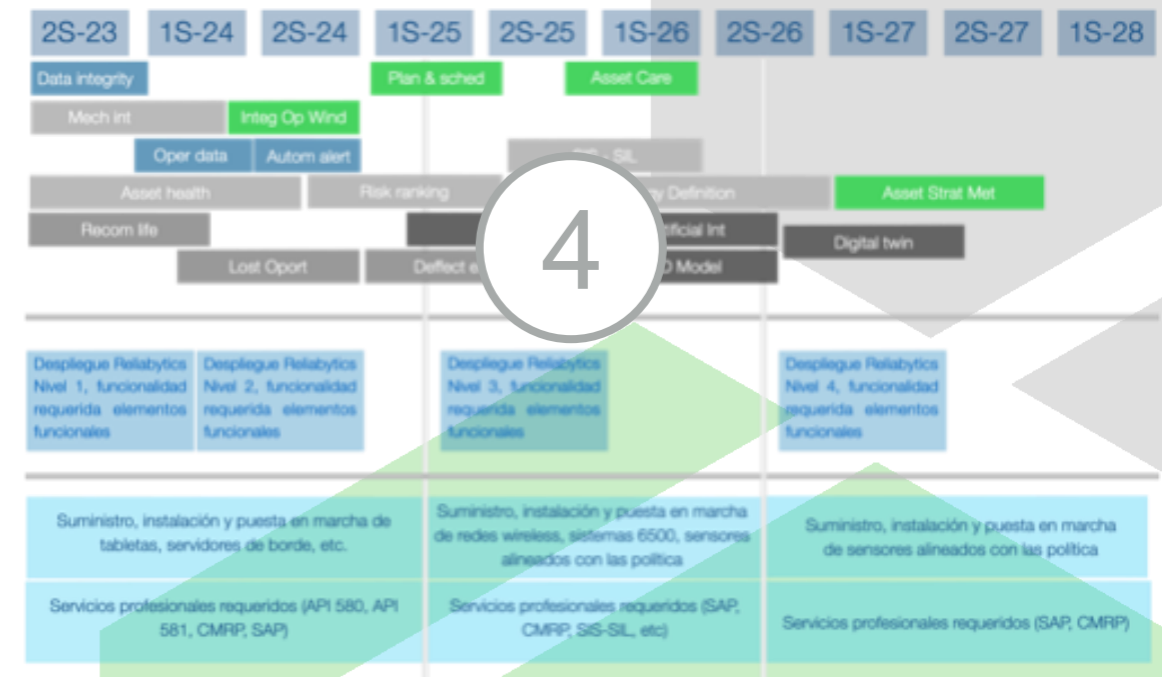 2S-23 1S-24 2S-24 1S-25 2S-25 1S-26 2S-26 1S-27 2S-27 1S-28
Data integrity Plan & sched Asset Care
Mech int Integ Op Wind
Oper data Autom alert SIS - SIL
Asset health Risk ranking Definition Asset Strat Met
Recom life Int Digital twin
Lost Oport Deffect Model
4
Despliegue Reliabytics
Nivel 1, funcionalidad
requerida elementos
funcionales
Despliegue Reliabytics
Nivel 2, funcionalidad
requerida elementos
funcionales
Despliegue Reliabytics
Nivel 3, funcionalidad
requerida elementos
funcionales
Despliegue Reliabytics
Nivel 4, funcionalidad
requerida elementos
funcionales
Suministro, instalación y puesta en marcha de
tabletas, servidores de borde, etc.
Suministro, instalación y puesta en marcha
de redes wireless, sistemas 6500, sensores
alineados con las política
Suministro, instalación y puesta en marcha
de sensores alineados con las política
Servicios profesionales requeridos (API 580, API
581, CMRP, SAP)
Servicios profesionales requeridos (SAP,
CMRP, SIS-SIL, etc)
Servicios profesionales requeridos (SAP, CMRP)